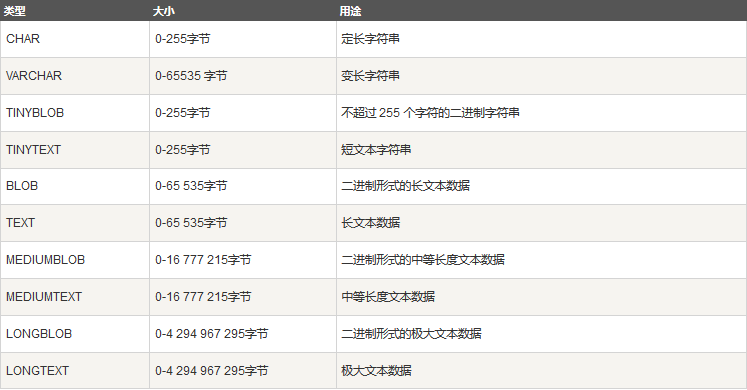 类型 大小 用途
CHAR 0-255字节 定长字符串
VARCHAR 0-65535 字节 变长字符串
TINYBLOB 0-255字节 不超过 255 个字符的二进制字符串
TINYTEXT 0-255字节 短文本字符串
BLOB 0-65 535字节 二进制形式的长文本数据
TEXT 0-65 535字节 长文本数据
MEDIUMBLOB 0-16 777 215字节 二进制形式的中等长度文本数据
MEDIUMTEXT 0-16 777 215字节 中等长度文本数据
LONGBLOB 0-4 294 967 295字节 二进制形式的极大文本数据
LONGTEXT 0-4 294 967 295字节 极大文本数据